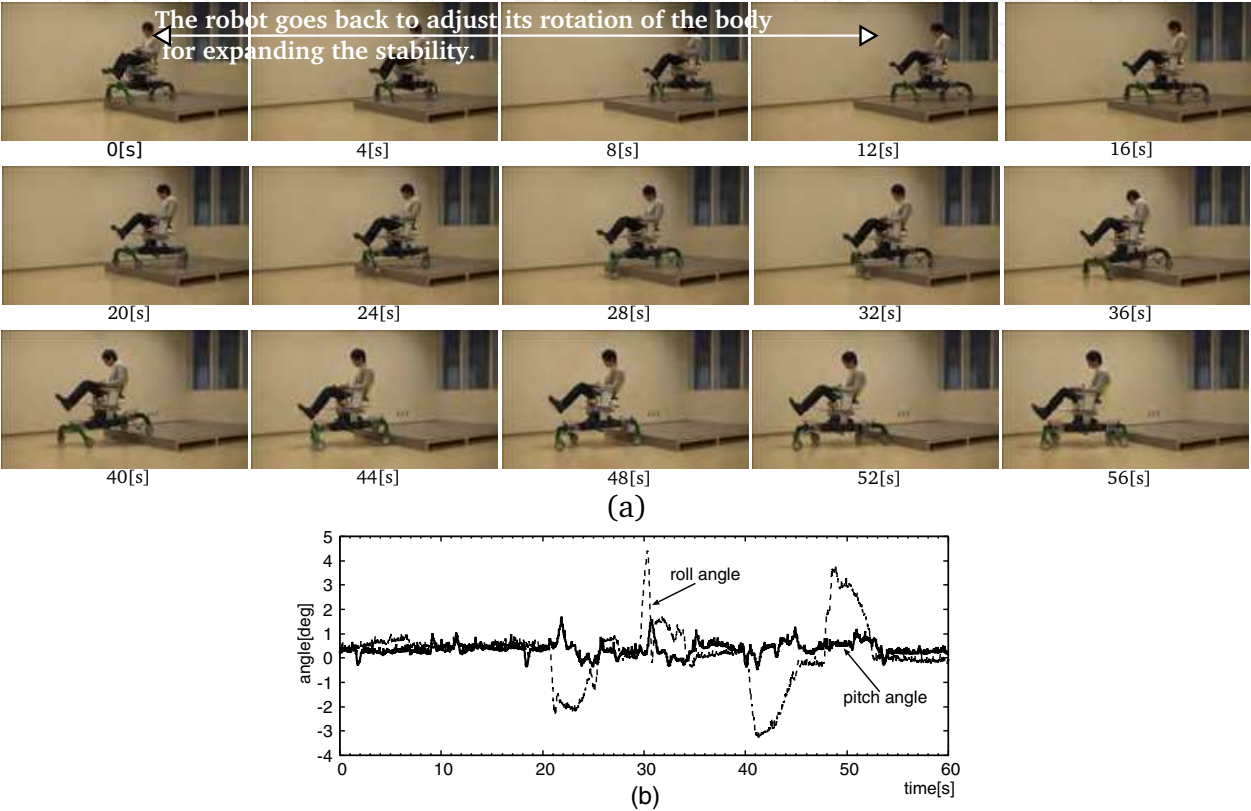 The robot goes back to adjust its rotation of the body
for expanding the stability.
0[s] 4[s] 8[s] 12[s] 16[s]
20[s] 24[s] 28[s] 32[s] 36[s]
40[s] 44[s] 48[s] 52[s] 56[s]
(a)
5
4
3
2
1
0
-1
-2
-3
-4
angle[deg]
roll angle
pitch angle
0 10 20 30 40 50 60
time[s]
(b)